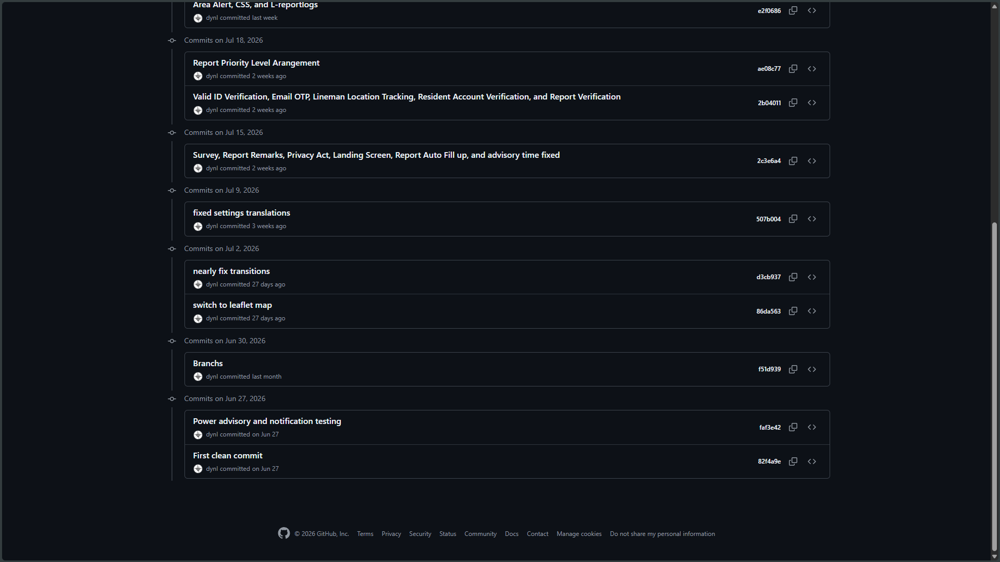 Area Alert, CSS, and L-reportlogs
e2f0686
dynl committed last week
Commits on Jul 18, 2026
Report Priority Level Arangement
ae08c77
dynl committed 2 weeks ago
Valid ID Verification, Email OTP, Lineman Location Tracking, Resident Account Verification, and Report Verification
2b04011
dynl committed 2 weeks ago
Commits on Jul 15, 2026
Survey, Report Remarks, Privacy Act, Landing Screen, Report Auto Fill up, and advisory time fixed
2c3e6a4
dynl committed 2 weeks ago
Commits on Jul 9, 2026
fixed settings translations
507b004
dynl committed 3 weeks ago
Commits on Jul 2, 2026
nearly fix transitions
d3cb937
dynl committed 27 days ago
switch to leaflet map
86da563
dynl committed 27 days ago
Commits on Jun 30, 2026
Branchs
f51d939
dynl committed last month
Commits on Jun 27, 2026
Power advisory and notification testing
faf3e42
dynl committed on Jun 27
First clean commit
82f4a9e
dynl committed on Jun 27
© 2026 GitHub, Inc. Terms Privacy Security Status Community Docs Contact Manage cookies Do not share my personal information